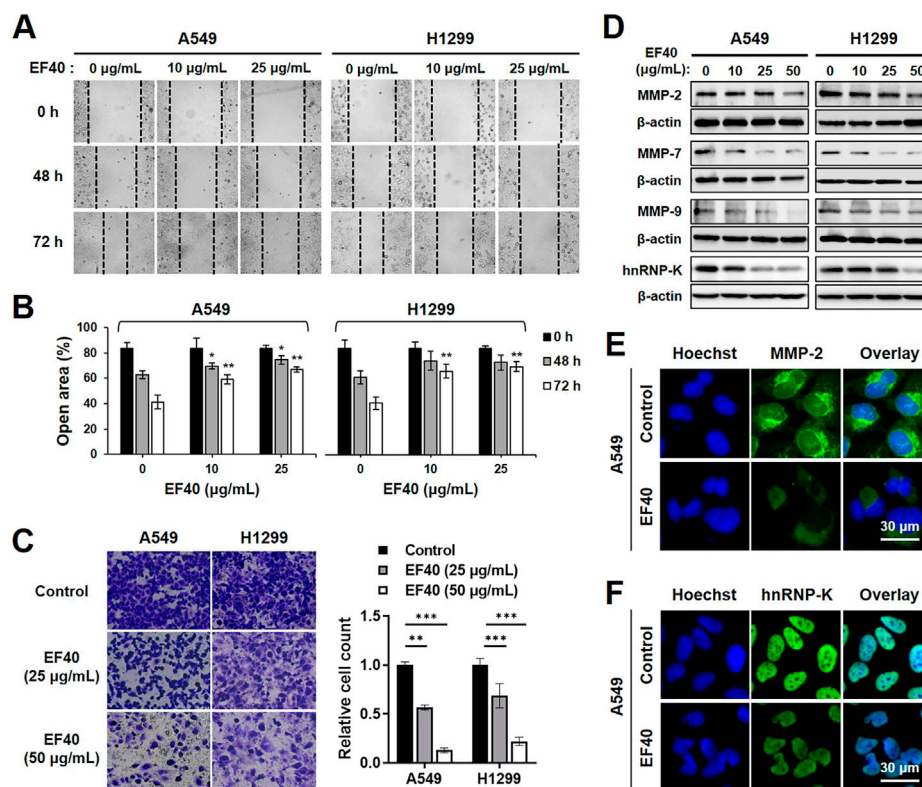 A
A549
H1299
EF40 :
0 µg/mL
10 µg/mL
25 µg/mL
0 µg/mL
10 µg/mL
25 µg/mL
0 h
48 h
72 h
B
A549
H1299
Open area (%)
100
80
60
40
20
0
*
**
*
**
**
**
0 h
48 h
72 h
0
10
25
0
10
25
EF40 (µg/mL)
EF40 (µg/mL)
C
A549
H1299
Control
EF40
(25 µg/mL)
EF40
(50 µg/mL)
Control
EF40 (25 µg/mL)
EF40 (50 µg/mL)
Relative cell count
1.5
1.0
0.5
0.0
***
**
***
***
A549
H1299
D
A549
H1299
EF40
(µg/mL):
0
10
25
50
0
10
25
50
MMP-2
β-actin
MMP-7
β-actin
MMP-9
β-actin
hnRNP-K
β-actin
E
Hoechst
MMP-2
Overlay
A549
Control
EF40
30 µm
F
Hoechst
hnRNP-K
Overlay
A549
Control
EF40
30 µm